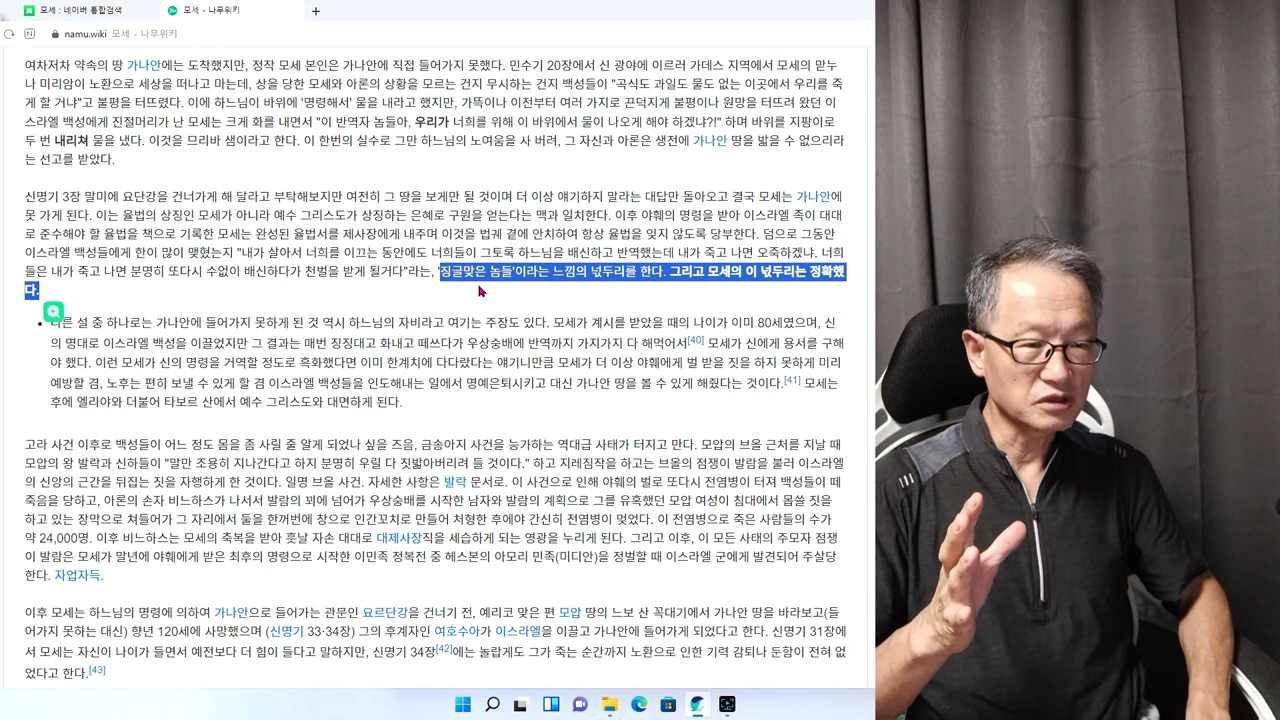 모세 : 네이버 통합검색
모세 - 나무위키
namu.wiki 모세 - 나무위키
여차저차 약속의 땅 가나안에는 도착했지만, 정작 모세 본인은 가나안에 직접 들어가지 못했다. 민수기 20장에서 신 광야에 이르러 가데스 지역에서 모세의 맏누
나 미리암이 노환으로 세상을 떠나고 마는데, 상을 당한 모세와 아론의 상황을 모르는 건지 무시하는 건지 백성들이 "곡식도 과일도 물도 없는 이곳에서 우리를 죽
게 할 거냐"고 불평을 터뜨렸다. 이에 하느님이 바위에 '명령해서' 물을 내라고 했지만, 가뜩이나 이전부터 여러 가지로 끈덕지게 불평이나 원망을 터뜨려 왔던 이
스라엘 백성에게 진절머리가 난 모세는 크게 화를 내면서 "이 반역자 놈들아, 우리가 너희를 위해 이 바위에서 물이 나오게 해야 하겠냐?!" 하며 바위를 지팡이로
두 번 내리쳐 물을 냈다. 이것을 므리바 샘이라고 한다. 이 한번의 실수로 그만 하느님의 노여움을 사 버려, 그 자신과 아론은 생전에 가나안 땅을 밟을 수 없으리라
는 선고를 받았다.
신명기 3장 말미에 요단강을 건너가게 해 달라고 부탁해보지만 여전히 그 땅을 보게만 될 것이며 더 이상 얘기하지 말라는 대답만 돌아오고 결국 모세는 가나안에
못 가게 된다. 이는 율법의 상징인 모세가 아니라 예수 그리스도가 상징하는 은혜로 구원을 얻는다는 맥과 일치한다. 이후 야훼의 명령을 받아 이스라엘 족이 대대
로 준수해야 할 율법을 책으로 기록한 모세는 완성된 율법서를 제사장에게 내주며 이것을 법궤 곁에 안치하여 항상 율법을 잊지 않도록 당부한다. 덤으로 그동안
이스라엘 백성들에게 한이 많이 맺혔는지 "내가 살아서 너희를 이끄는 동안에도 너희들이 그토록 하느님을 배신하고 반역했는데 내가 죽고 나면 오죽하겠냐. 너희
들은 내가 죽고 나면 분명히 또다시 수없이 배신하다가 천벌을 받게 될거다"라는, '징글맞은 놈들'이라는 느낌의 넋두리를 한다. 그리고 모세의 이 넋두리는 정확했
다.
다른 설 중 하나로는 가나안에 들어가지 못하게 된 것 역시 하느님의 자비라고 여기는 주장도 있다. 모세가 계시를 받았을 때의 나이가 이미 80세였으며, 신
의 명대로 이스라엘 백성을 이끌었지만 그 결과는 매번 징징대고 화내고 떼쓰다가 우상숭배에 반역까지 가지가지 다 해먹어서[40] 모세가 신에게 용서를 구해
야 했다. 이런 모세가 신의 명령을 거역할 정도로 흑화했다면 이미 한계치에 다다랐다는 얘기니만큼 모세가 더 이상 야훼에게 벌 받을 짓을 하지 못하게 미리
예방할 겸, 노후는 편히 보낼 수 있게 할 겸 이스라엘 백성들을 인도해내는 일에서 명예은퇴시키고 대신 가나안 땅을 볼 수 있게 해줬다는 것이다.[41] 모세는
후에 엘리야와 더불어 타보르 산에서 예수 그리스도와 대면하게 된다.
고라 사건 이후로 백성들이 어느 정도 몸을 좀 사릴 줄 알게 되었나 싶을 즈음, 금송아지 사건을 능가하는 역대급 사태가 터지고 만다. 모압의 브올 근처를 지날 때
모압의 왕 발락과 신하들이 "말만 조용히 지나간다고 하지 분명히 우릴 다 짓밟아버리려 들 것이다." 하고 지레짐작을 하고는 브올의 점쟁이 발람을 불러 이스라엘
의 신앙의 근간을 뒤집는 짓을 자행하게 한 것이다. 일명 브올 사건. 자세한 사항은 발락 문서로. 이 사건으로 인해 야훼의 벌로 또다시 전염병이 터져 백성들이 떼
죽음을 당하고, 아론의 손자 비느하스가 나서서 발람의 꾀에 넘어가 우상숭배를 시작한 남자와 발람의 계획으로 그를 유혹했던 모압 여성이 침대에서 몹쓸 짓을
하고 있는 장막으로 쳐들어가 그 자리에서 둘을 한꺼번에 창으로 인간꼬치로 만들어 처형한 후에야 간신히 전염병이 멎었다. 이 전염병으로 죽은 사람들의 수가
약 24,000명. 이후 비느하스는 모세의 축복을 받아 훗날 자손 대대로 대제사장직을 세습하게 되는 영광을 누리게 된다. 그리고 이후, 이 모든 사태의 주모자 점쟁
이 발람은 모세가 말년에 야훼에게 받은 최후의 명령으로 시작한 이민족 정복전 중 헤스본의 아모리 민족(미디안)을 정벌할 때 이스라엘 군에게 발견되어 주살당
한다. 자업자득.
이후 모세는 하느님의 명령에 의하여 가나안으로 들어가는 관문인 요르단강을 건너기 전, 예리코 맞은 편 모압 땅의 느보 산 꼭대기에서 가나안 땅을 바라보고(들
어가지 못하는 대신) 향년 120세에 사망했으며 (신명기 33·34장) 그의 후계자인 여호수아가 이스라엘을 이끌고 가나안에 들어가게 되었다고 한다. 신명기 31장에
서 모세는 자신이 나이가 들면서 예전보다 더 힘이 들다고 말하지만, 신명기 34장[42]에는 놀랍게도 그가 죽는 순간까지 노환으로 인한 기력 감퇴나 둔함이 전혀 없
었다고 한다.[43]